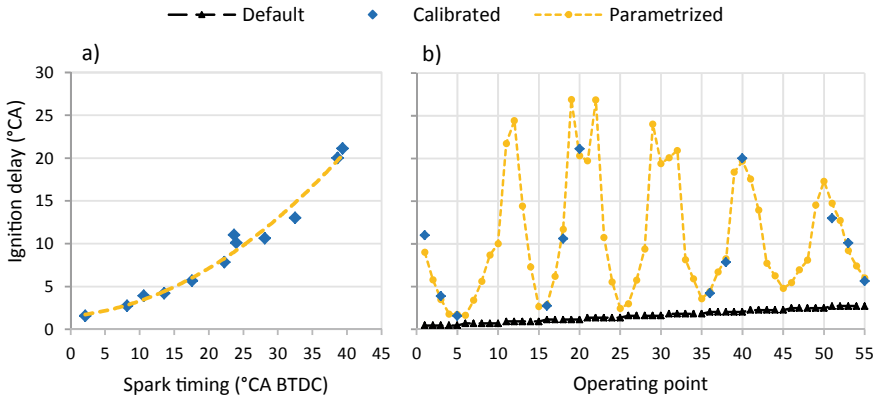 Default Calibrated Parametrized
a) b)
Ignition delay (°CA)
30
25
20
15
10
5
0
0 5 10 15 20 25 30 35 40 45
0 5 10 15 20 25 30 35 40 45 50 55
Spark timing (°CA BTDC)
Operating point